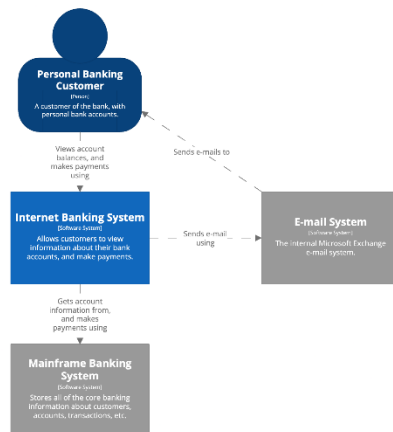 Personal Banking
Customer
[Person]
A customer of the bank, with
personal bank accounts.
Views account
balances, and
makes payments
using
Sends e-mails to
Internet Banking System
[Software System]
Allows customers to view
information about their bank
accounts, and make payments.
Sends e-mail
using
E-mail System
[Software System]
The internal Microsoft Exchange
e-mail system.
Gets account
information from,
and makes
payments using
Mainframe Banking
System
[Software System]
Stores all of the core banking
information about customers,
accounts, transactions, etc.